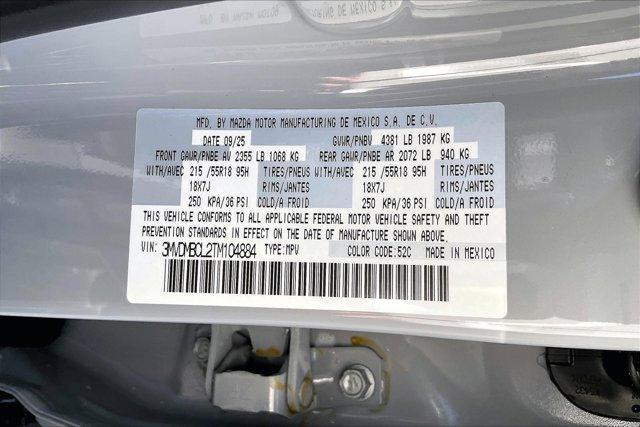 MFD. BY MAZDA MOTOR MANUFACTURING DE MEXICO S.A. DE C.V.
DATE 09/25 GVWR/PNBV 4381 LB 1987 KG
FRONT GAWR/PNBE AV 2355 LB 1068 KG REAR GAWR/PNBE AR 2072 LB 940 KG
WITH/AVEC 215 /55R18 95H TIRES/PNEUS WITH/AVEC 215 /55R18 95H TIRES/PNEUS
18X7J RIMS/JANTES 18X7J RIMS/JANTES
250 KPA/36 PSI COLD/A FROID 250 KPA/36 PSI COLD/A FROID
THIS VEHICLE CONFORMS TO ALL APPLICABLE FEDERAL MOTOR VEHICLE SAFETY AND THEFT
PREVENTION STANDARDS IN EFFECT ON THE DATE OF MANUFACTURE SHOWN ABOVE.
VIN: 3MVDMBCL2TM104884 TYPE:MPV COLOR CODE:52C MADE IN MEXICO